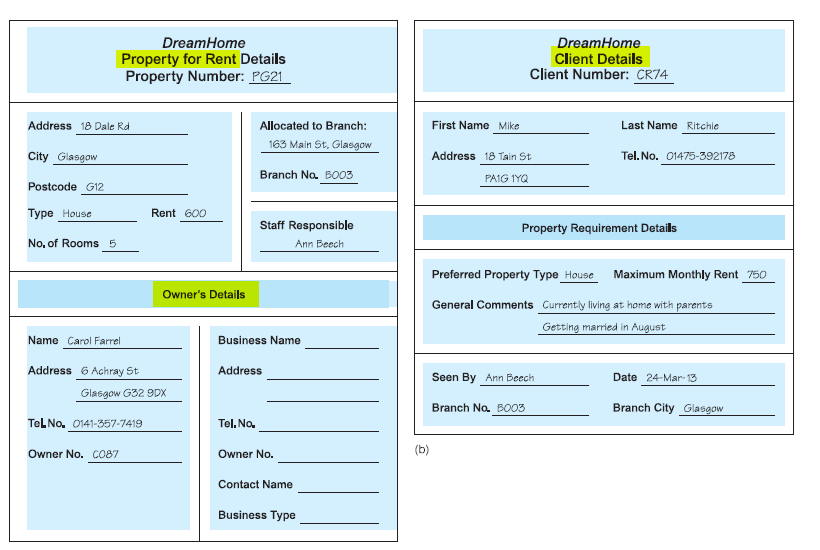 DreamHome
Property for Rent Details
Property Number: PG21
Address 18 Dale Rd
City Glasgow
Postcode G12
Type House Rent 600
No. of Rooms 5
Allocated to Branch:
163 Main St, Glasgow
Branch No. B003
Staff Responsible
Ann Beech
Owner's Details
Name Carol Farrel
Address 6 Achray St
Glasgow G32 9DX
Tel.No. 0141-357-7419
Owner No. CO87
Business Name
Address
Tel.No.
Owner No.
Contact Name
Business Type
DreamHome
Client Details
Client Number: CR74
First Name Mike Last Name Ritchie
Address 18 Tain St Tel.No. 01475-392178
PA1G 1YQ
Property Requirement Details
Preferred Property Type House Maximum Monthly Rent 750
General Comments Currently living at home with parents
Getting married in August
Seen By Ann Beech Date 24-Mar-13
Branch No. B003 Branch City Glasgow
(b)